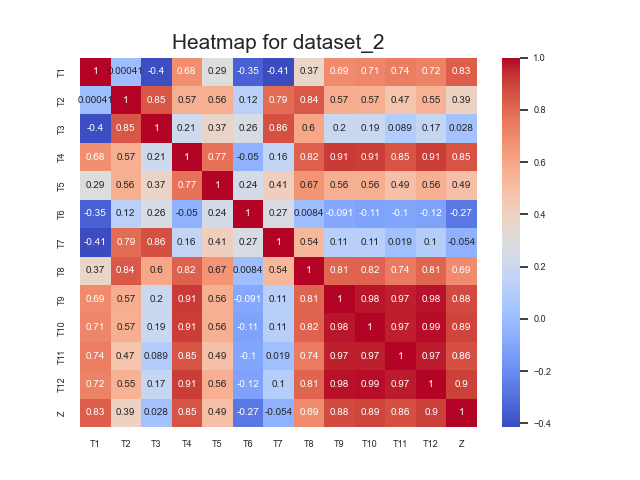 Heatmap for dataset_2
T1 1 0.00041 -0.4 0.68 0.29 -0.35 -0.41 0.37 0.69 0.71 0.74 0.72 0.83
T2 0.00041 1 0.85 0.57 0.56 0.12 0.79 0.84 0.57 0.57 0.47 0.55 0.39
T3 -0.4 0.85 1 0.21 0.37 0.26 0.86 0.6 0.2 0.19 0.089 0.17 0.028
T4 0.68 0.57 0.21 1 0.77 -0.05 0.16 0.82 0.91 0.91 0.85 0.91 0.85
T5 0.29 0.56 0.37 0.77 1 0.24 0.41 0.67 0.56 0.56 0.49 0.56 0.49
T6 -0.35 0.12 0.26 -0.05 0.24 1 0.27 0.0084 -0.091 -0.11 -0.1 -0.12 -0.27
T7 -0.41 0.79 0.86 0.16 0.41 0.27 1 0.54 0.11 0.11 0.019 0.1 -0.054
T8 0.37 0.84 0.6 0.82 0.67 0.0084 0.54 1 0.81 0.82 0.74 0.81 0.69
T9 0.69 0.57 0.2 0.91 0.56 -0.091 0.11 0.81 1 0.98 0.97 0.98 0.88
T10 0.71 0.57 0.19 0.91 0.56 -0.11 0.11 0.82 0.98 1 0.97 0.99 0.89
T11 0.74 0.47 0.089 0.85 0.49 -0.1 0.019 0.74 0.97 0.97 1 0.97 0.86
T12 0.72 0.55 0.17 0.91 0.56 -0.12 0.1 0.81 0.98 0.99 0.97 1 0.9
Z 0.83 0.39 0.028 0.85 0.49 -0.27 -0.054 0.69 0.88 0.89 0.86 0.9 1
T1 T2 T3 T4 T5 T6 T7 T8 T9 T10 T11 T12 Z
1.0
0.8
0.6
0.4
0.2
0.0
−0.2
−0.4